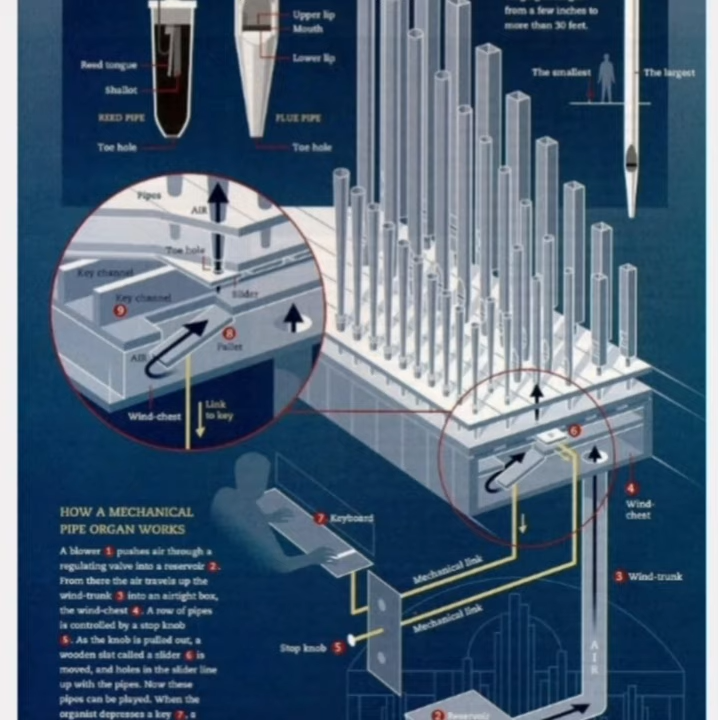 from a few inches to
more than 30 feet.
Upper lip
Mouth
Lower lip
Reed tongue
Shallot
REED PIPE
FLUE PIPE
Toe hole
Toe hole
The smallest
The largest
Pipes
AIR
Toe hole
Key channel
Key channel
Slider
9
8
Pallet
AIR
Wind-chest
Link
to key
6
4
Wind-
chest
HOW A MECHANICAL
PIPE ORGAN WORKS
A blower 1 pushes air through a
regulating valve into a reservoir 2.
From there the air travels up the
wind-trunk 3 into an airtight box,
the wind-chest 4. A row of pipes
is controlled by a stop knob
5. As the knob is pulled out, a
wooden slat called a slider 6 is
moved, and holes in the slider line
up with the pipes. Now these
pipes can be played. When the
organist depresses a key 7, a
7 Keyboard
Mechanical link
Mechanical link
3 Wind-trunk
Stop knob 5
AIR
2 Reservoir